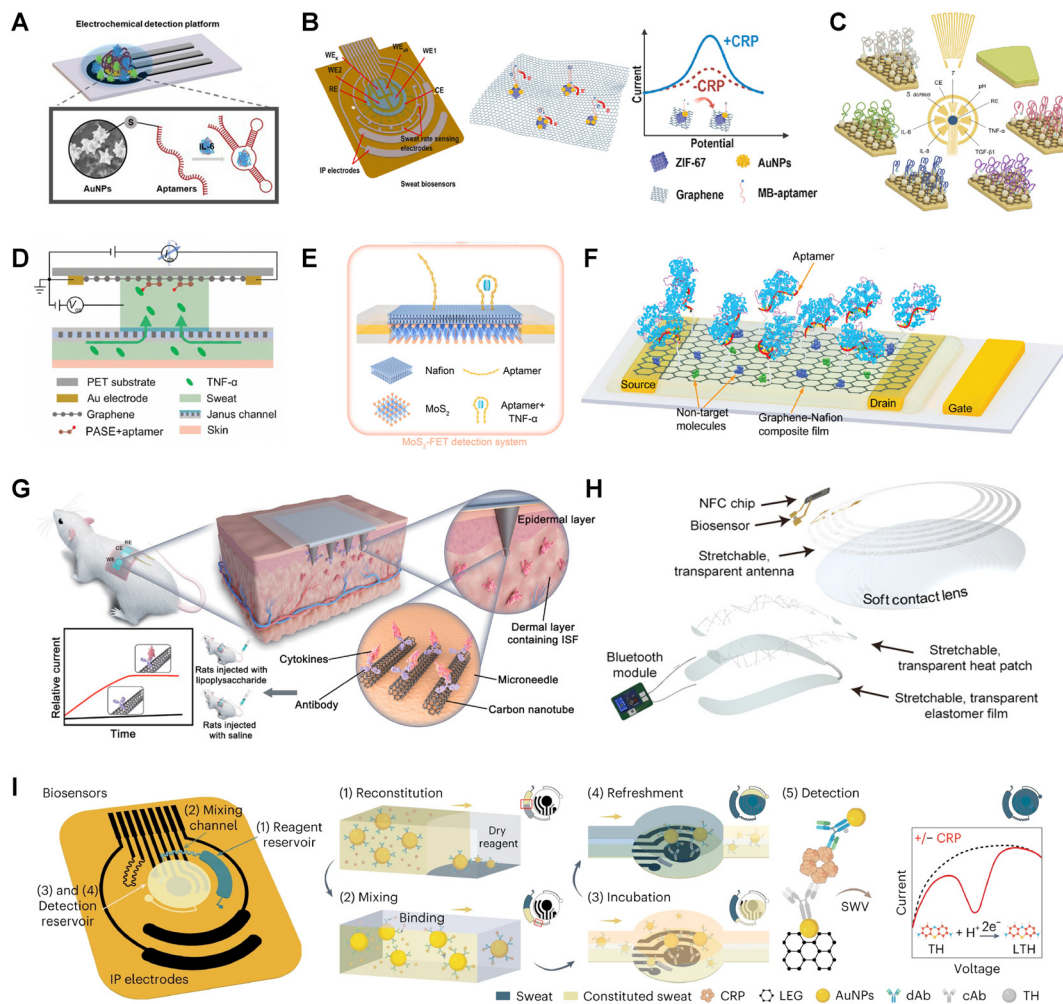 A
Electrochemical detection platform
S
IL-6
AuNPs
Aptamers
B
WE
WE1
WE2
RE
CE
Sweat rate sensing
electrodes
IP electrodes
Sweat biosensors
+CRP
-CRP
Current
Potential
ZIF-67
AuNPs
Graphene
MB-aptamer
C
T
CE
pH
S. aureus
RE
IL-6
TNF-α
IL-8
TGF-β1
D
PET substrate
TNF-α
Au electrode
Sweat
Graphene
Janus channel
PASE+aptamer
Skin
E
Nafion
Aptamer
MoS2
Aptamer+
TNF-α
MoS2-FET detection system
F
Aptamer
Source
Drain
Gate
Non-target
molecules
Graphene-Nafion
composite film
G
RE
CE
WE
Epidermal layer
Dermal layer
containing ISF
Cytokines
Microneedle
Antibody
Carbon nanotube
Relative current
Time
Rats injected with
lipoplysaccharide
Rats injected
with saline
H
NFC chip
Biosensor
Stretchable,
transparent antenna
Soft contact lens
Bluetooth
module
Stretchable,
transparent heat patch
Stretchable, transparent
elastomer film
I
Biosensors
(2) Mixing
channel
(1) Reagent
reservoir
(3) and (4)
Detection
reservoir
IP electrodes
(1) Reconstitution
Dry
reagent
(2) Mixing
Binding
(4) Refreshment
(3) Incubation
(5) Detection
SWV
+/− CRP
Current
TH + H+ 2e− LTH
Voltage
Sweat
Constituted sweat
CRP
LEG
AuNPs
dAb
cAb
TH